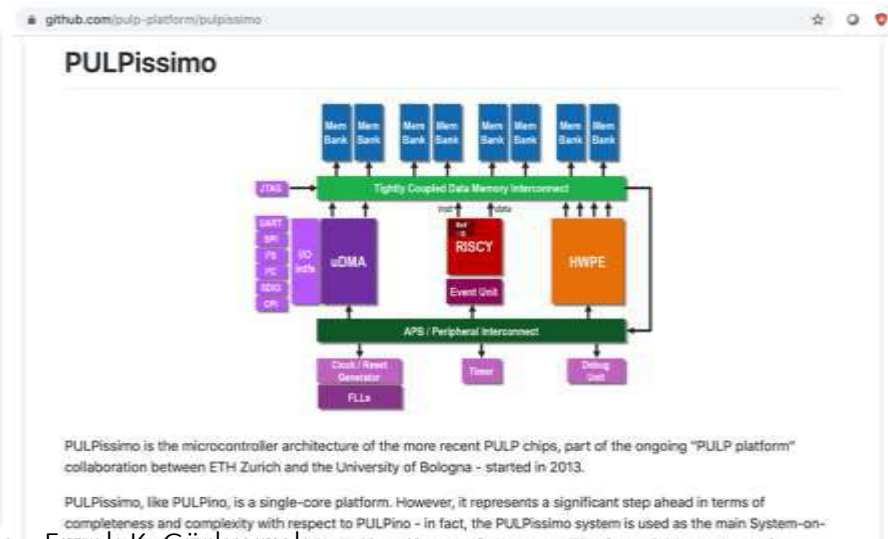 github.com/pulp-platform/pulpissimo
PULPissimo
Mem Bank
Mem Bank
Mem Bank
Mem Bank
Mem Bank
Mem Bank
Mem Bank
Mem Bank
JTAG
Tightly Coupled Data Memory Interconnect
inst
data
UART
SPI
I²S
I²C
SDIO
CPI
I/O
intfs
uDMA
RISCY
Event Unit
HWPE
APB / Peripheral Interconnect
Clock / Reset
Generator
FLLs
Timer
Debug
Unit
PULPissimo is the microcontroller architecture of the more recent PULP chips, part of the ongoing "PULP platform"
collaboration between ETH Zurich and the University of Bologna - started in 2013.
PULPissimo, like PULPino, is a single-core platform. However, it represents a significant step ahead in terms of
completeness and complexity with respect to PULPino - in fact, the PULPissimo system is used as the main System-on-